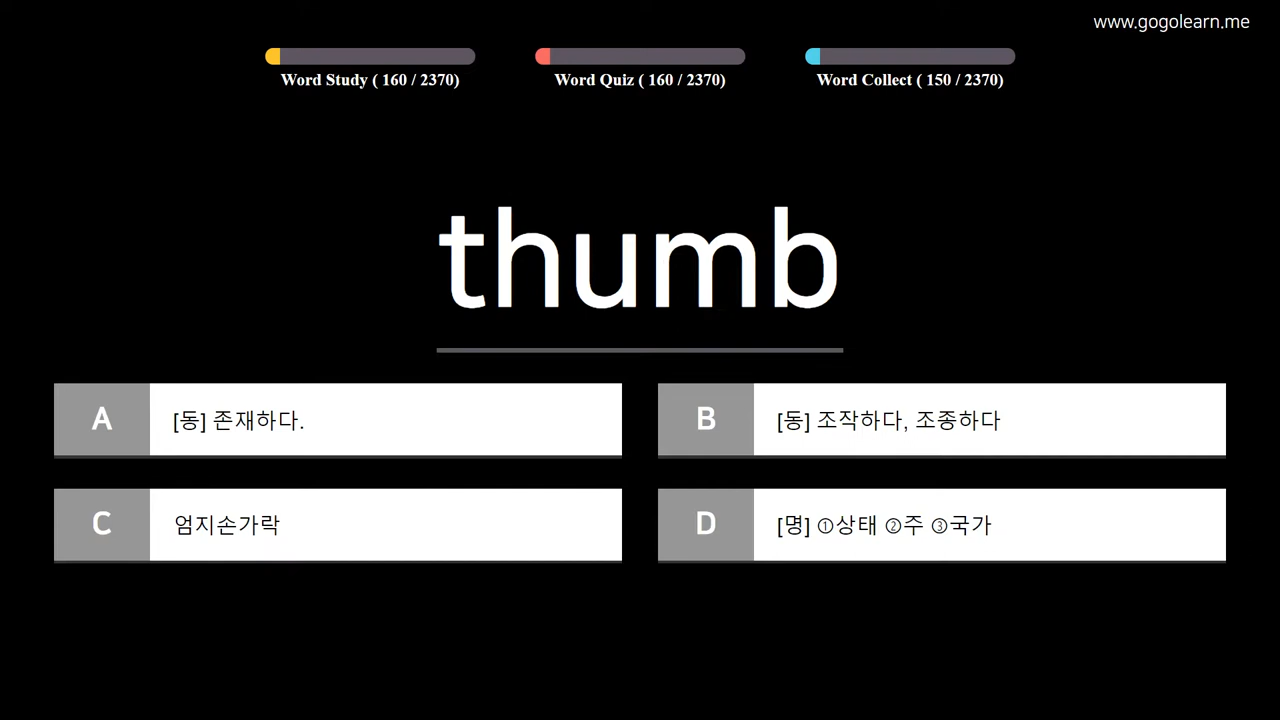 www.gogolearn.me
Word Study ( 160 / 2370)
Word Quiz ( 160 / 2370)
Word Collect ( 150 / 2370)
thumb
A
[동] 존재하다.
B
[동] 조작하다, 조종하다
C
엄지손가락
D
[명] ①상태 ②주 ③국가